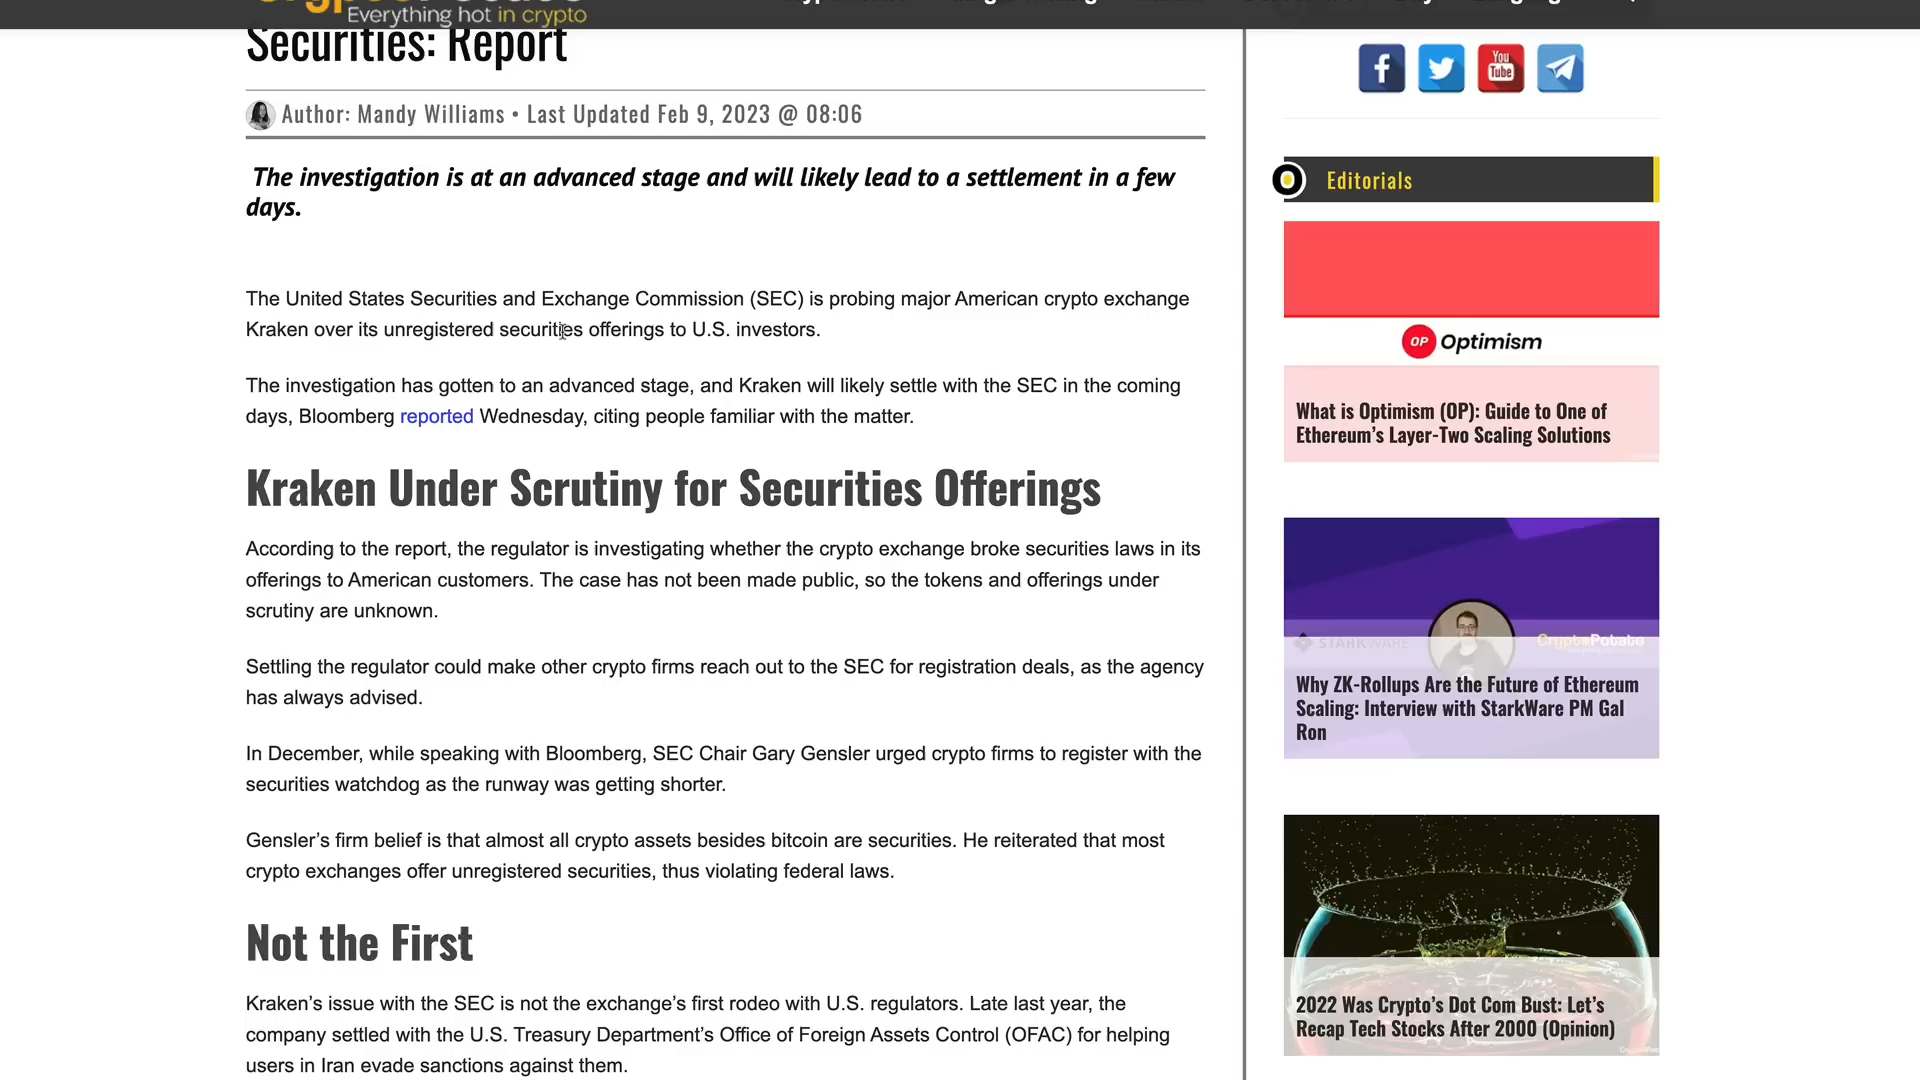 Everything hot in crypto
Securities: Report
Author: Mandy Williams • Last Updated Feb 9, 2023 @ 08:06
The investigation is at an advanced stage and will likely lead to a settlement in a few
days.
The United States Securities and Exchange Commission (SEC) is probing major American crypto exchange
Kraken over its unregistered securities offerings to U.S. investors.
The investigation has gotten to an advanced stage, and Kraken will likely settle with the SEC in the coming
days, Bloomberg reported Wednesday, citing people familiar with the matter.
Kraken Under Scrutiny for Securities Offerings
According to the report, the regulator is investigating whether the crypto exchange broke securities laws in its
offerings to American customers. The case has not been made public, so the tokens and offerings under
scrutiny are unknown.
Settling the regulator could make other crypto firms reach out to the SEC for registration deals, as the agency
has always advised.
In December, while speaking with Bloomberg, SEC Chair Gary Gensler urged crypto firms to register with the
securities watchdog as the runway was getting shorter.
Gensler’s firm belief is that almost all crypto assets besides bitcoin are securities. He reiterated that most
crypto exchanges offer unregistered securities, thus violating federal laws.
Not the First
Kraken’s issue with the SEC is not the exchange’s first rodeo with U.S. regulators. Late last year, the
company settled with the U.S. Treasury Department’s Office of Foreign Assets Control (OFAC) for helping
users in Iran evade sanctions against them.
You
Tube
Editorials
OP Optimism
What is Optimism (OP): Guide to One of
Ethereum’s Layer-Two Scaling Solutions
STARKWARE
CryptoPotato
Why ZK-Rollups Are the Future of Ethereum
Scaling: Interview with StarkWare PM Gal
Ron
2022 Was Crypto’s Dot Com Bust: Let’s
Recap Tech Stocks After 2000 (Opinion)